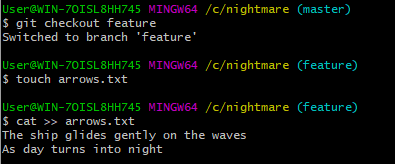 User@WIN-7OISL8HH745 MINGW64 /c/nightmare (master)
$ git checkout feature
Switched to branch 'feature'
User@WIN-7OISL8HH745 MINGW64 /c/nightmare (feature)
$ touch arrows.txt
User@WIN-7OISL8HH745 MINGW64 /c/nightmare (feature)
$ cat >> arrows.txt
The ship glides gently on the waves
As day turns into night